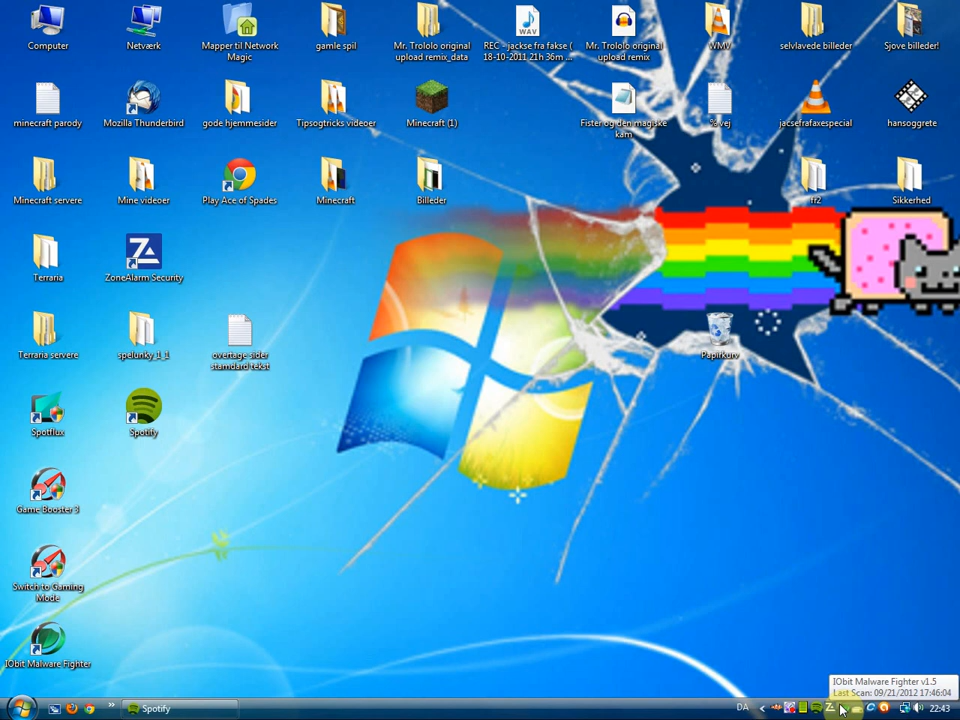 Computer
Netværk
Mapper til Network
Magic
gamle spil
Mr. Trololo original
upload remix_data
REC - jackse fra fakse (
18-10-2011 21h 36m ...
Mr. Trololo original
upload remix
WMV
selvlavede billeder
Sjove billeder!
minecraft parody
Mozilla Thunderbird
gode hjemmesider
Tipsogtricks videoer
Minecraft (1)
Fister og den magiske
kam
% vej
jacsefrafaxespecial
hansoggrete
Minecraft servere
Mine videoer
Play Ace of Spades
Minecraft
Billeder
fr2
Sikkerhed
Terraria
ZoneAlarm Security
Terraria servere
spelunky_1_1
overtage sider
stamdard tekst
Papirkurv
Spotflux
Spotify
Game Booster 3
Switch to Gaming
Mode
IObit Malware Fighter
IObit Malware Fighter v1.5
Last Scan: 09/21/2012 17:46:04
Spotify
DA
22:43